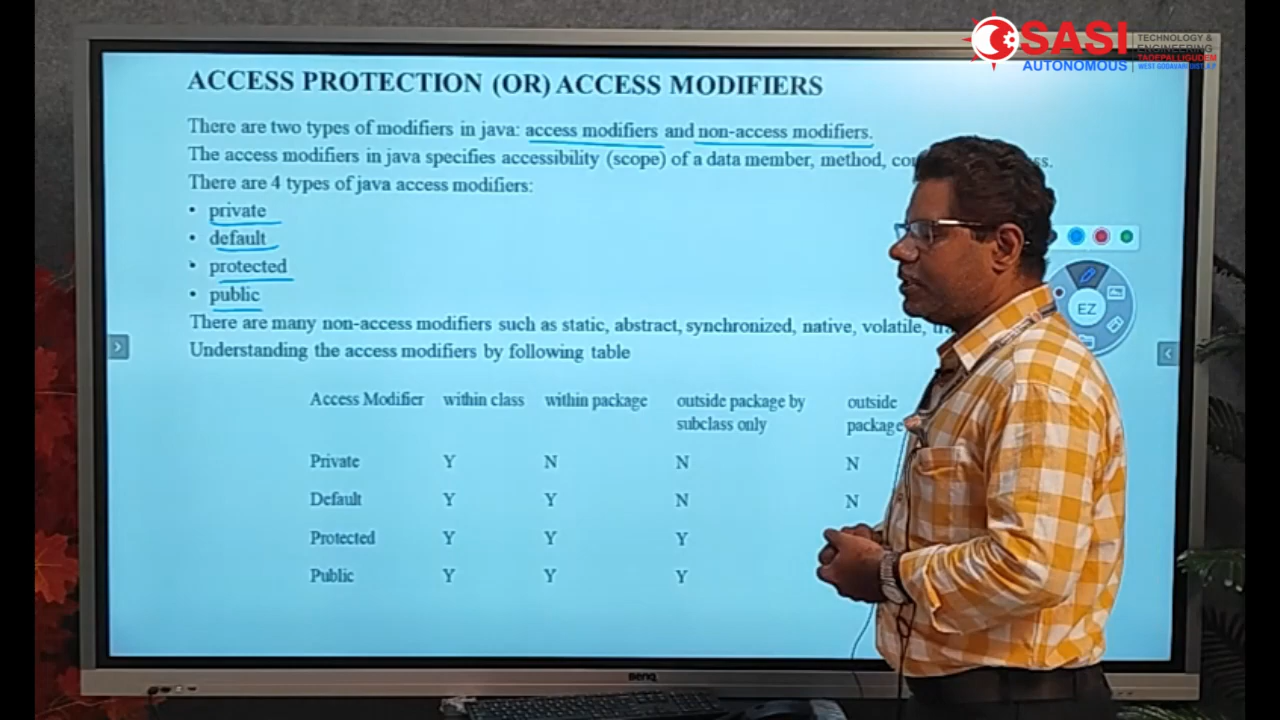 SASI
TECHNOLOGY &
ENGINEERING
TADEPALLIGUDEM
AUTONOMOUS
WEST GODAVARI DIST. A.P.
ACCESS PROTECTION (OR) ACCESS MODIFIERS
There are two types of modifiers in java: access modifiers and non-access modifiers.
The access modifiers in java specifies accessibility (scope) of a data member, method,
There are 4 types of java access modifiers:
• private
• default
• protected
• public
There are many non-access modifiers such as static, abstract, synchronized, native, volatile,
Understanding the access modifiers by following table
Access Modifier within class within package outside package by subclass only outside package
Private Y N N N
Default Y Y N N
Protected Y Y Y
Public Y Y Y
EZ
BenQ